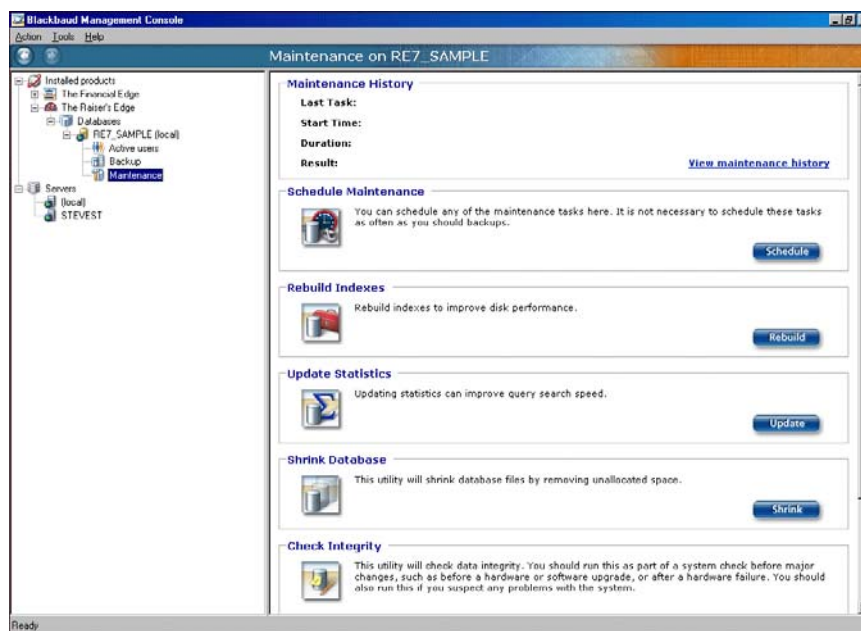 Blackbaud Management Console
Action Tools Help
Maintenance on RE7_SAMPLE
Installed products
The Financial Edge
The Raiser's Edge
Databases
RE7_SAMPLE (local)
Active users
Backup
Maintenance
Servers
(local)
STEVEST
Maintenance History
Last Task:
Start Time:
Duration:
Result:
View maintenance history
Schedule Maintenance
You can schedule any of the maintenance tasks here. It is not necessary to schedule these tasks
as often as you should backups.
Schedule
Rebuild Indexes
Rebuild indexes to improve disk performance.
Rebuild
Update Statistics
Updating statistics can improve query search speed.
Update
Shrink Database
This utility will shrink database files by removing unallocated space.
Shrink
Check Integrity
This utility will check data integrity. You should run this as part of a system check before major
changes, such as before a hardware or software upgrade, or after a hardware failure. You should
also run this if you suspect any problems with the system.
Ready